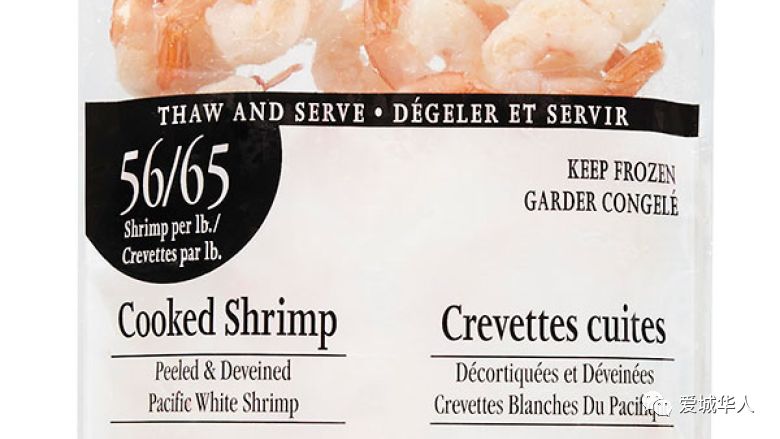 THAW AND SERVE • DÉGELER ET SERVIR
56/65
Shrimp per lb./
Crevettes par lb.
KEEP FROZEN
GARDER CONGELÉ
Cooked Shrimp
Peeled & Deveined
Pacific White Shrimp
Crevettes cuites
Décortiquées et Déveinées
Crevettes Blanches Du Pacifique
爱城华人